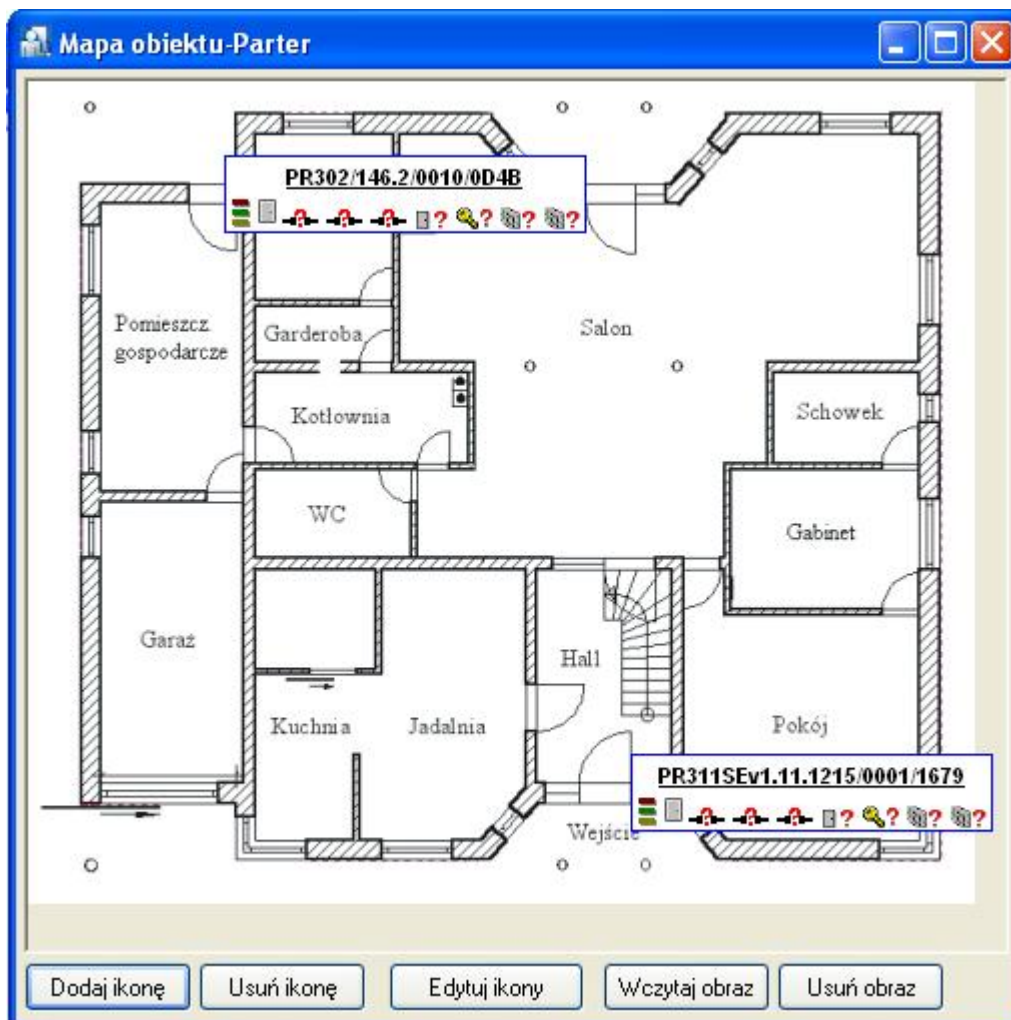 Mapa obiektu-Parter
PR302/146.2/0010/0D4B
? ? ? ? ? ? ?
Pomieszcz.
gospodarcze
Garderoba
Salon
Kotłownia
Schowek
WC
Gabinet
Garaż
Hall
Kuchnia
Jadalnia
Pokój
PR311SEv1.11.1215/0001/1679
? ? ? ? ? ? ?
Wejście
Dodaj ikonę
Usuń ikonę
Edytuj ikony
Wczytaj obraz
Usuń obraz